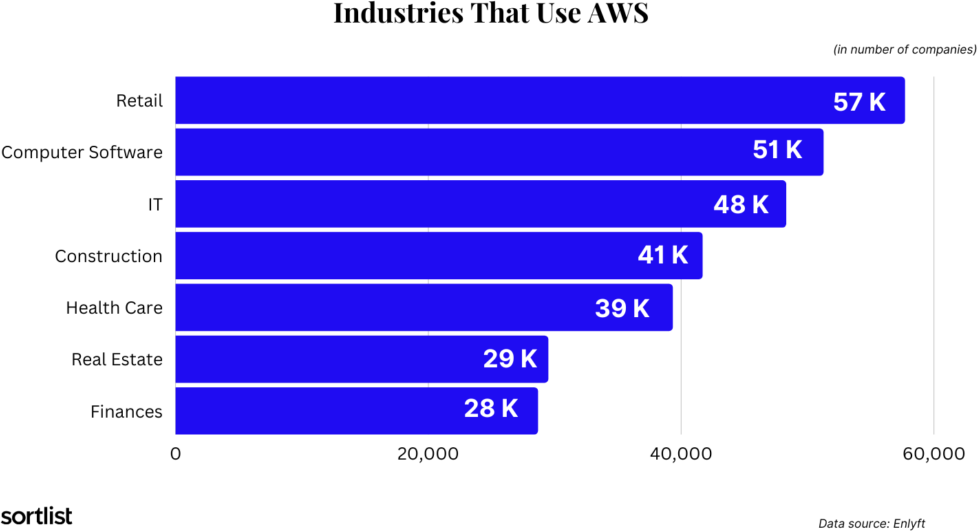 Industries That Use AWS
(in number of companies)
Retail 57 K
Computer Software 51 K
IT 48 K
Construction 41 K
Health Care 39 K
Real Estate 29 K
Finances 28 K
0 20,000 40,000 60,000
sortlist
Data source: Enlyft